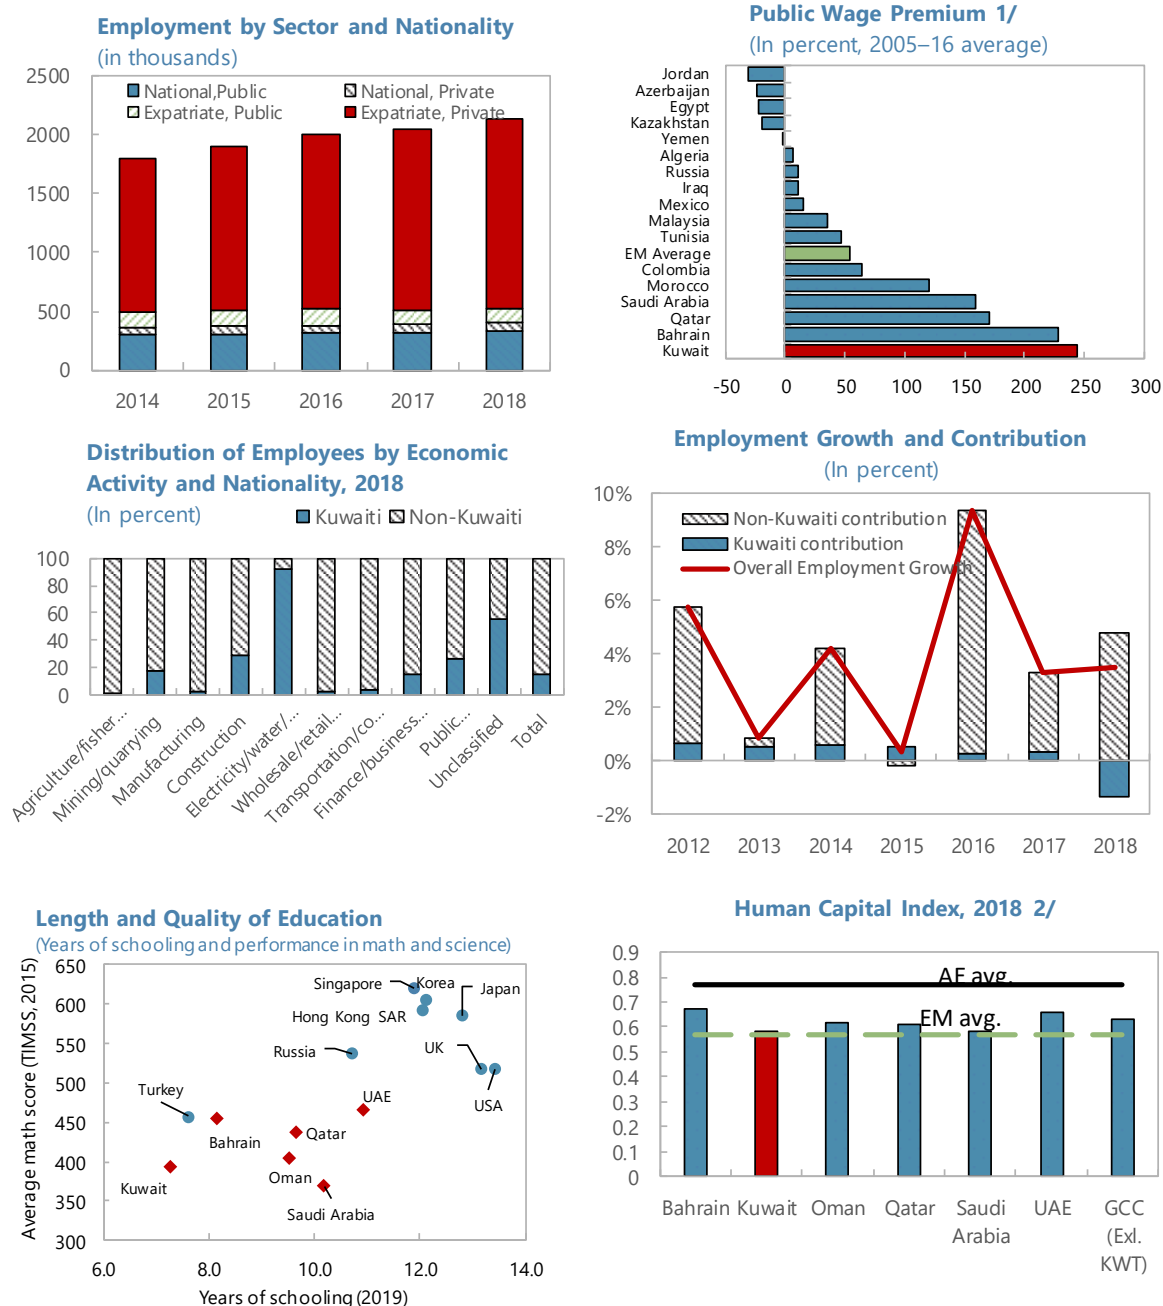 Employment by Sector and Nationality
(in thousands)
2500
2000
1500
1000
500
0
National,Public
National, Private
Expatriate, Public
Expatriate, Private
2014 2015 2016 2017 2018
Public Wage Premium 1/
(In percent, 2005–16 average)
Jordan
Azerbaijan
Egypt
Kazakhstan
Yemen
Algeria
Russia
Iraq
Mexico
Malaysia
Tunisia
EM Average
Colombia
Morocco
Saudi Arabia
Qatar
Bahrain
Kuwait
-50 0 50 100 150 200 250 300
Distribution of Employees by Economic
Activity and Nationality, 2018
(In percent)
Kuwaiti
Non-Kuwaiti
100
80
60
40
20
0
Agriculture/fisher...
Mining/quarrying
Manufacturing
Construction
Electricity/water/...
Wholesale/retail...
Transportation/co...
Finance/business...
Public...
Unclassified
Total
Employment Growth and Contribution
(In percent)
10%
8%
6%
4%
2%
0%
-2%
Non-Kuwaiti contribution
Kuwaiti contribution
Overall Employment Growth
2012 2013 2014 2015 2016 2017 2018
Length and Quality of Education
(Years of schooling and performance in math and science)
Average math score (TIMSS, 2015)
650
600
550
500
450
400
350
300
Singapore
Korea
Japan
Hong Kong SAR
Russia
UK
USA
Turkey
UAE
Bahrain
Qatar
Oman
Kuwait
Saudi Arabia
6.0 8.0 10.0 12.0 14.0
Years of schooling (2019)
Human Capital Index, 2018 2/
0.9
0.8
0.7
0.6
0.5
0.4
0.3
0.2
0.1
0
AE avg.
EM avg.
Bahrain
Kuwait
Oman
Qatar
Saudi
Arabia
UAE
GCC
(Exl.
KWT)